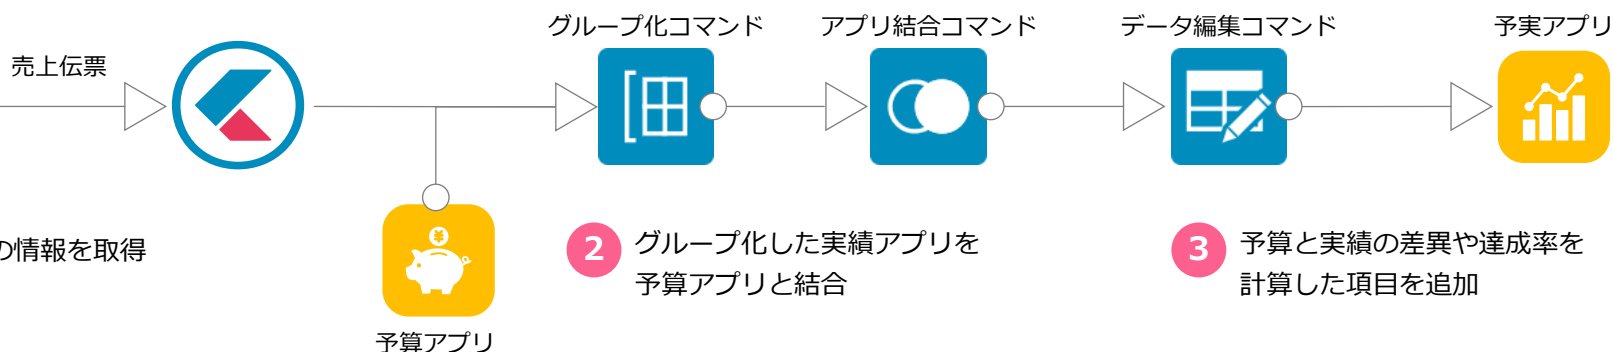 グループ化コマンド
アプリ結合コマンド
データ編集コマンド
予実アプリ
売上伝票
の情報を取得
2
グループ化した実績アプリを
予算アプリと結合
3
予算と実績の差異や達成率を
計算した項目を追加
¥
予算アプリ